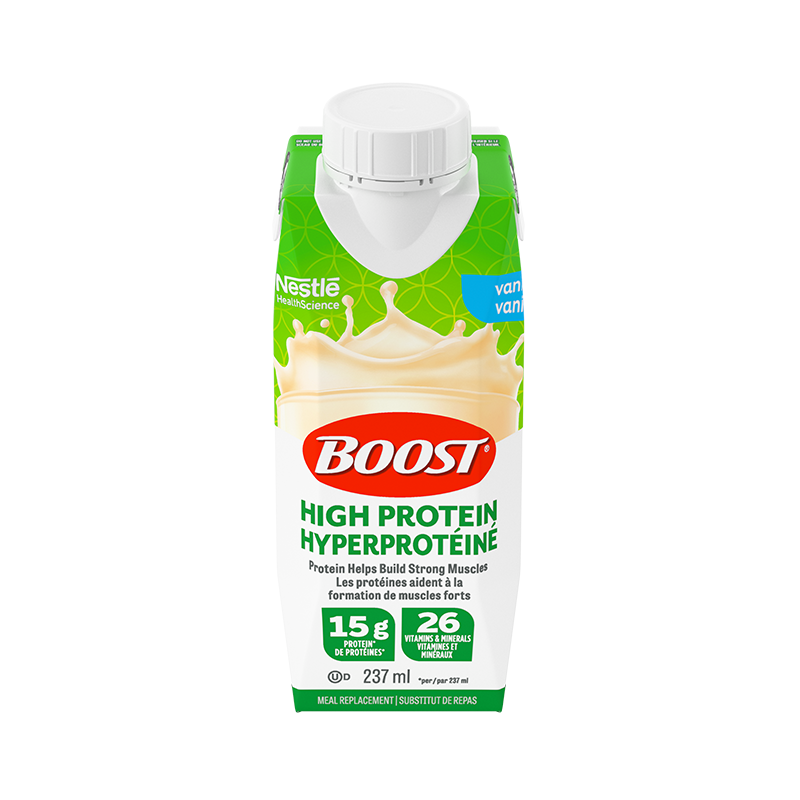 Nestlé
HealthScience
BOOST®
HIGH PROTEIN
HYPERPROTÉINÉ
Protein Helps Build Strong Muscles
Les protéines aident à la
formation de muscles forts
15 g
PROTEIN*
DE PROTÉINES*
26
VITAMINS & MINERALS
VITAMINES ET
MINÉRAUX
U D 237 ml *per/par 237 ml
MEAL REPLACEMENT | SUBSTITUT DE REPAS